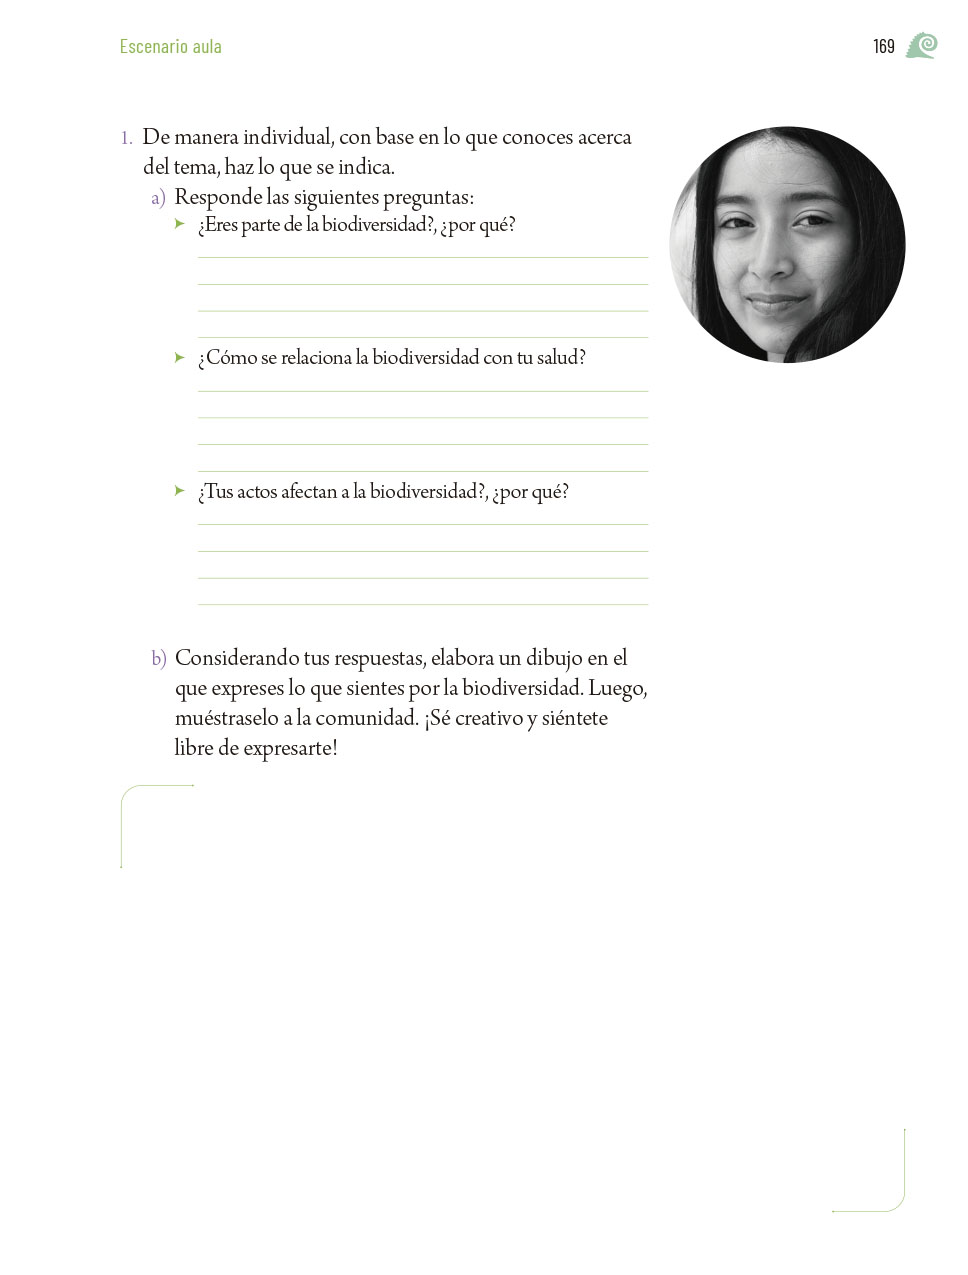 Escenario aula
169
1. De manera individual, con base en lo que conoces acerca
del tema, haz lo que se indica.
a) Responde las siguientes preguntas:
¿Eres parte de la biodiversidad?, ¿por qué?
¿Cómo se relaciona la biodiversidad con tu salud?
¿Tus actos afectan a la biodiversidad?, ¿por qué?
b) Considerando tus respuestas, elabora un dibujo en el
que expreses lo que sientes por la biodiversidad. Luego,
muéstraselo a la comunidad. ¡Sé creativo y siéntete
libre de expresarte!